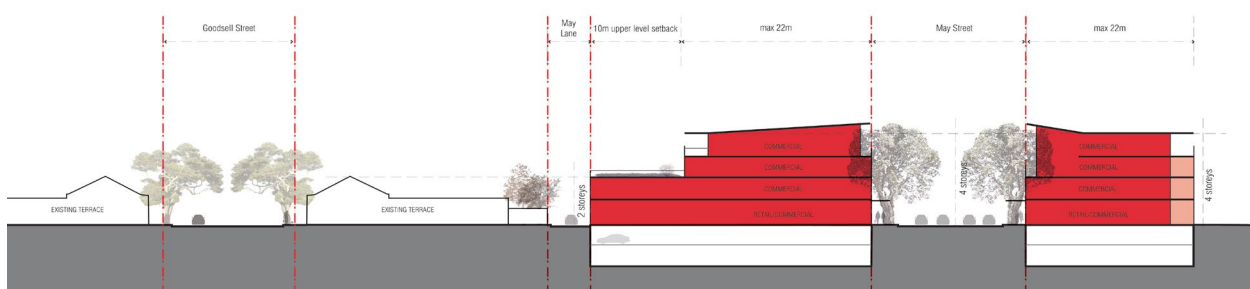 Goodsell Street
May
Lane
10m upper level setback
max 22m
May Street
max 22m
COMMERCIAL
COMMERCIAL
COMMERCIAL
COMMERCIAL
COMMERCIAL
COMMERCIAL
RETAIL/COMMERCIAL
RETAIL/COMMERCIAL
EXISTING TERRACE
EXISTING TERRACE
2 storeys
4 storeys
4 storeys